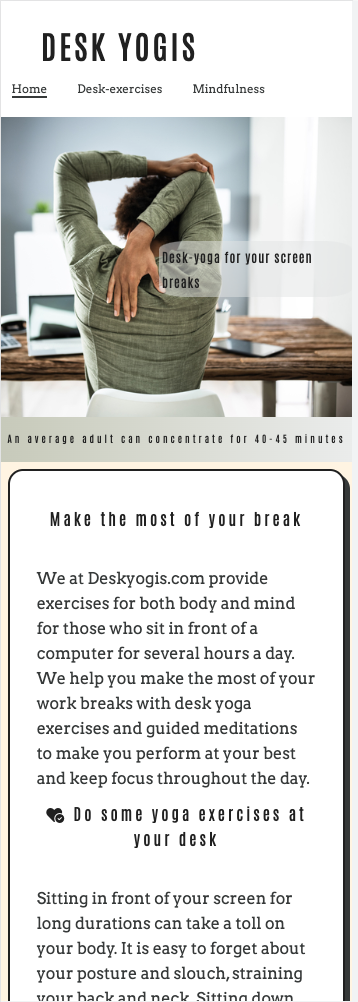 DESK YOGIS
Home Desk-exercises Mindfulness
Desk-yoga for your screen
breaks
An average adult can concentrate for 40-45 minutes
Make the most of your break
We at Deskyogis.com provide
exercises for both body and mind
for those who sit in front of a
computer for several hours a day.
We help you make the most of your
work breaks with desk yoga
exercises and guided meditations
to make you perform at your best
and keep focus throughout the day.
Do some yoga exercises at
your desk
Sitting in front of your screen for
long durations can take a toll on
your body. It is easy to forget about
your posture and slouch, straining
your back and neck. Sitting down